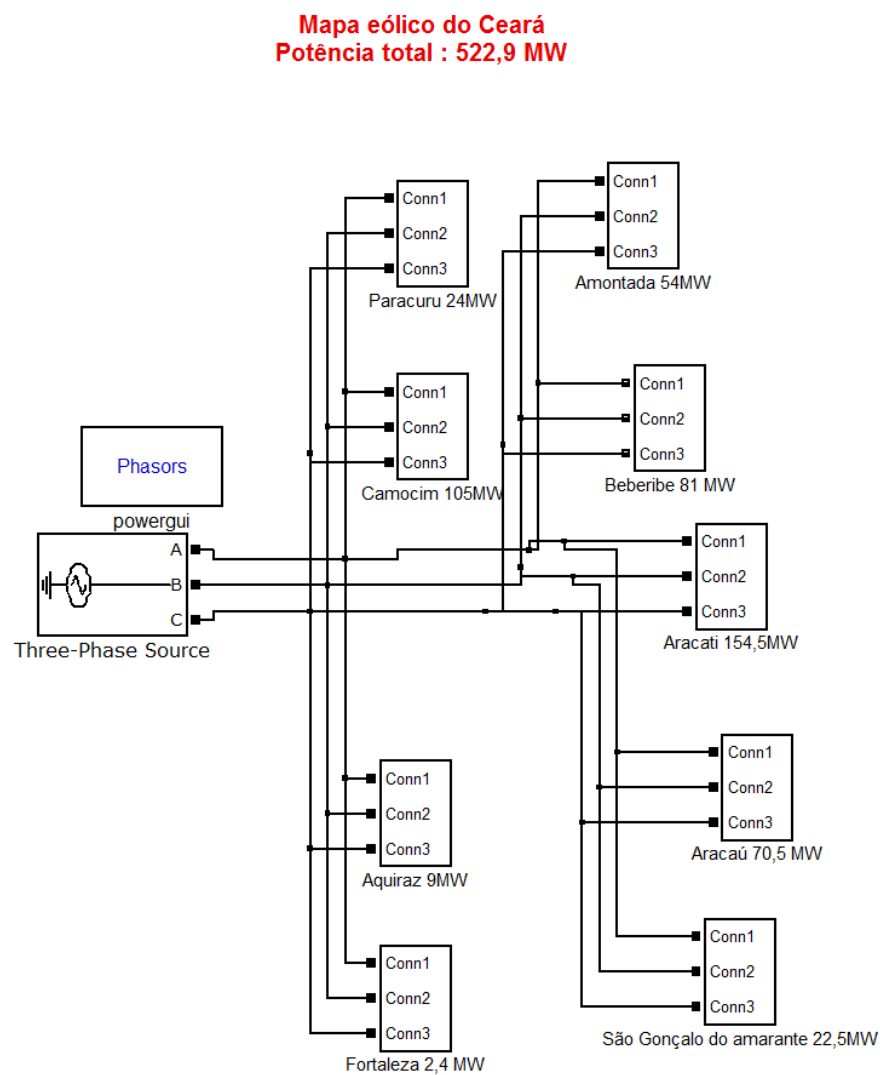 Mapa eólico do Ceará
Potência total : 522,9 MW
Conn1
Conn2
Conn3
Paracuru 24MW
Conn1
Conn2
Conn3
Amontada 54MW
Conn1
Conn2
Conn3
Camocim 105MW
Conn1
Conn2
Conn3
Beberibe 81 MW
Phasors
powergui
A
B
C
Three-Phase Source
Conn1
Conn2
Conn3
Aracati 154,5MW
Conn1
Conn2
Conn3
Aquiraz 9MW
Conn1
Conn2
Conn3
Aracaú 70,5 MW
Conn1
Conn2
Conn3
Fortaleza 2,4 MW
Conn1
Conn2
Conn3
São Gonçalo do amarante 22,5MW